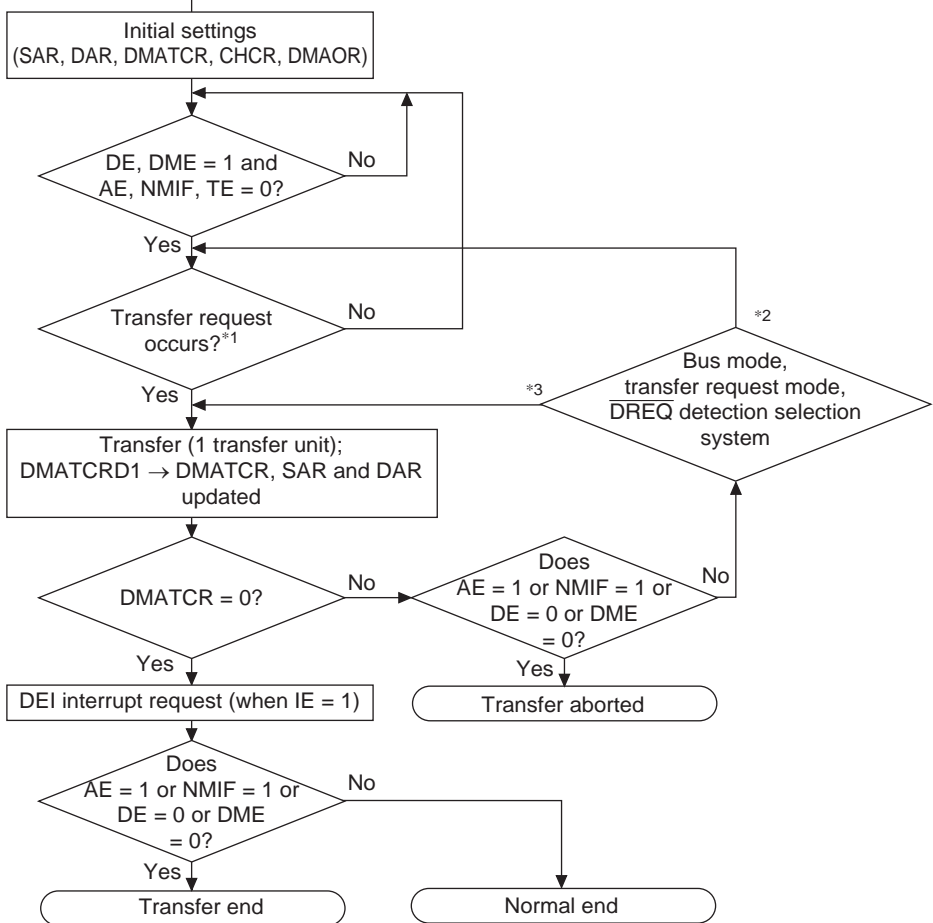 Initial settings
(SAR, DAR, DMATCR, CHCR, DMAOR)
DE, DME = 1 and
AE, NMIF, TE = 0?
No
Yes
Transfer request
occurs?*1
No
Yes
*2
Bus mode,
transfer request mode,
DREQ detection selection
system
*3
Transfer (1 transfer unit);
DMATCRD1 → DMATCR, SAR and DAR
updated
DMATCR = 0?
No
Yes
Does
AE = 1 or NMIF = 1 or
DE = 0 or DME
= 0?
No
Yes
Transfer aborted
DEI interrupt request (when IE = 1)
Does
AE = 1 or NMIF = 1 or
DE = 0 or DME
= 0?
No
Yes
Transfer end
Normal end